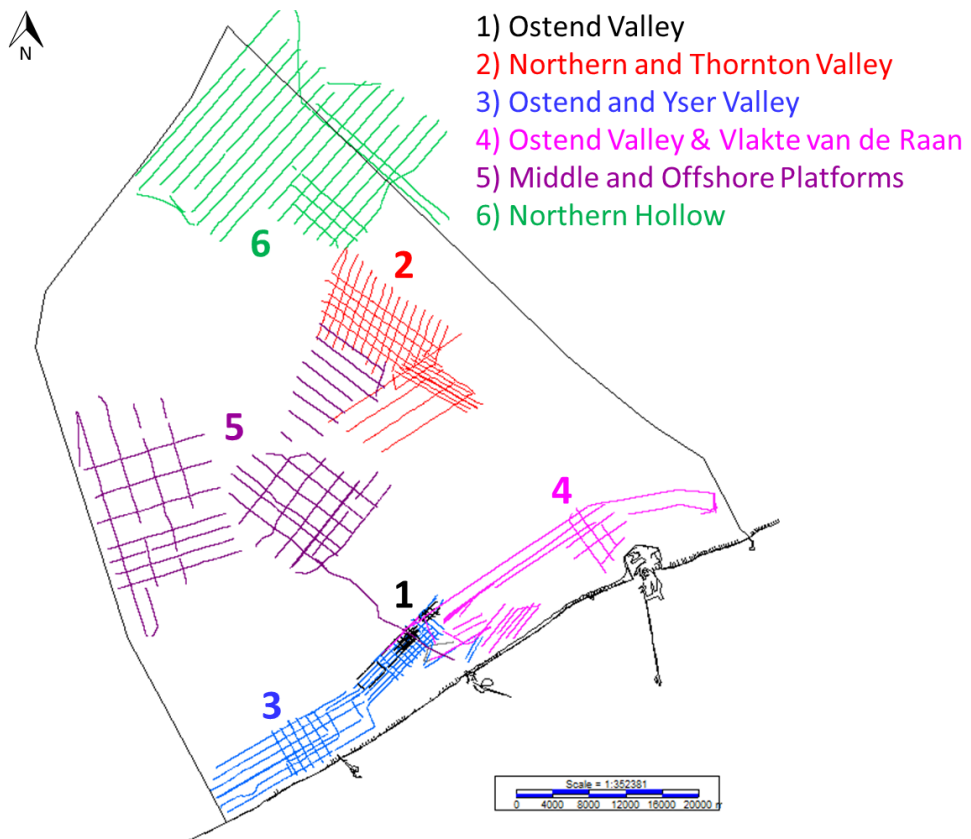 N
1) Ostend Valley
2) Northern and Thornton Valley
3) Ostend and Yser Valley
4) Ostend Valley & Vlakte van de Raan
5) Middle and Offshore Platforms
6) Northern Hollow
6
2
5
4
1
3
Scale = 1:352381
0 4000 8000 12000 16000 20000 m